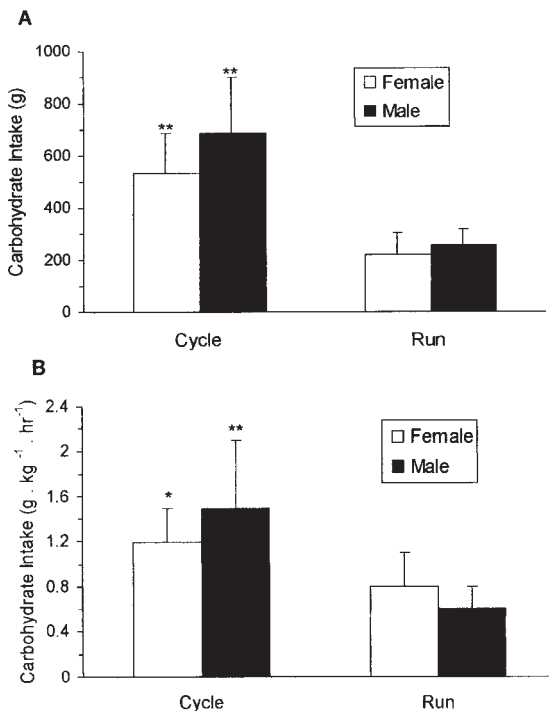 A
Carbohydrate Intake (g)
1000
800
600
400
200
0
**
**
Female
Male
Cycle Run
B
Carbohydrate Intake (g . kg⁻¹ . hr⁻¹)
2.4
2
1.6
1.2
0.8
0.4
0
*
**
Female
Male
Cycle Run